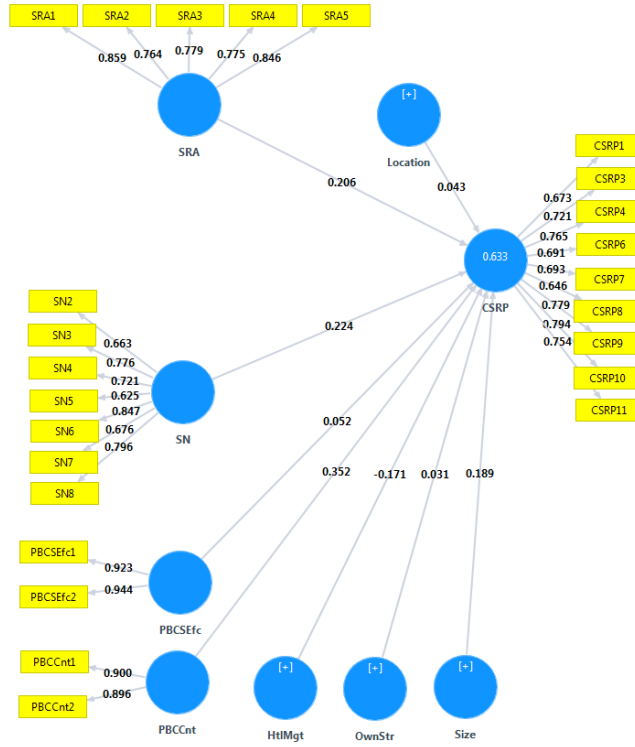 SRA1 SRA2 SRA3 SRA4 SRA5
0.859 0.764 0.779 0.775 0.846
SRA
[+]
Location
0.206
0.043
CSRP1
CSRP3
CSRP4
CSRP6
CSRP7
CSRP8
CSRP9
CSRP10
CSRP11
0.673
0.721
0.765
0.691
0.693
0.646
0.779
0.794
0.754
0.633
CSRP
SN2
SN3
SN4
SN5
SN6
SN7
SN8
0.663
0.776
0.721
0.625
0.847
0.676
0.796
SN
0.224
0.052
0.352
-0.171
0.031
0.189
PBCSEfc1
PBCSEfc2
0.923
0.944
PBCSEfc
PBCCnt1
PBCCnt2
0.900
0.896
PBCCnt
[+]
HtlMgt
[+]
OwnStr
[+]
Size